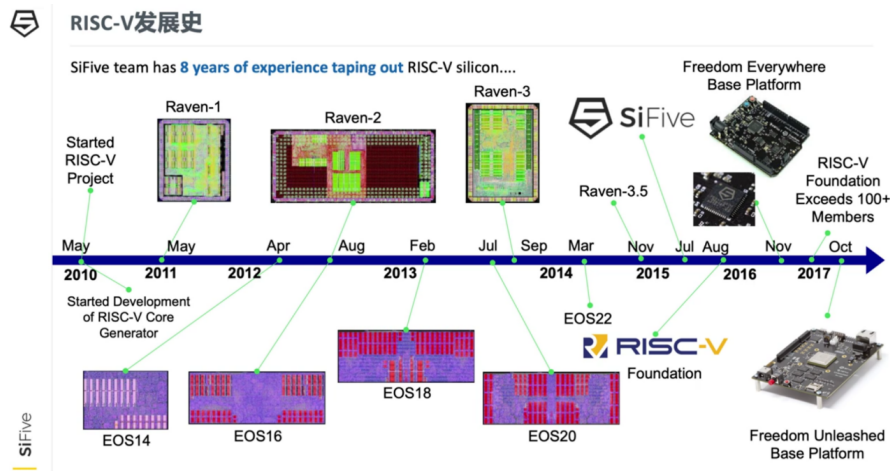 RISC-V发展史
SiFive team has 8 years of experience taping out RISC-V silicon....
Raven-1
Raven-2
Raven-3
SiFive
Freedom Everywhere
Base Platform
Started
RISC-V
Project
Raven-3.5
RISC-V
Foundation
Exceeds 100+
Members
May
May
Apr
Aug
Feb
Jul
Sep
Mar
Nov
Jul
Aug
Nov
Oct
2010
2011
2012
2013
2014
2015
2016
2017
Started Development
of RISC-V Core
Generator
EOS22
RISC-V
Foundation
EOS14
EOS16
EOS18
EOS20
Freedom Unleashed
Base Platform
SiFive